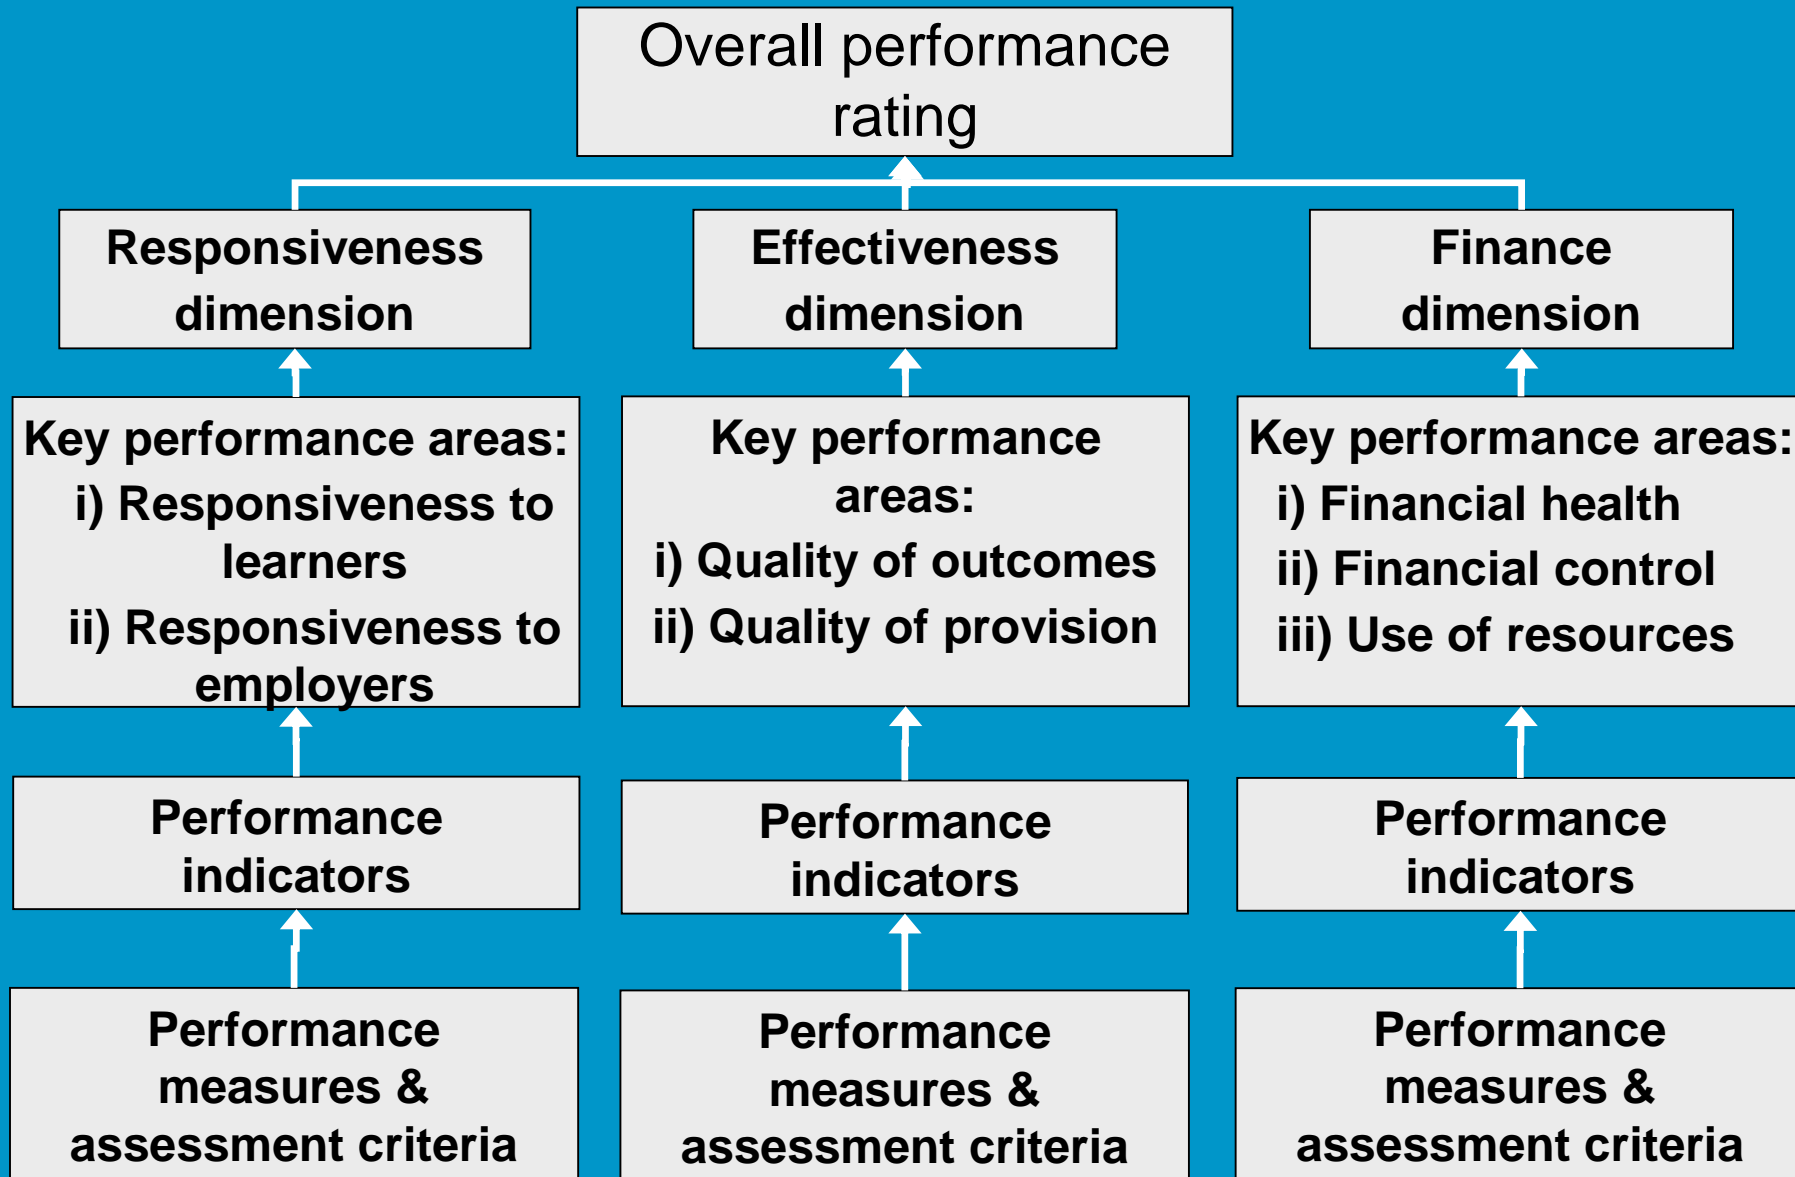 Overall performance
rating
Responsiveness
dimension
Effectiveness
dimension
Finance
dimension
Key performance areas:
i) Responsiveness to
learners
ii) Responsiveness to
employers
Key performance
areas:
i) Quality of outcomes
ii) Quality of provision
Key performance areas:
i) Financial health
ii) Financial control
iii) Use of resources
Performance
indicators
Performance
indicators
Performance
indicators
Performance
measures &
assessment criteria
Performance
measures &
assessment criteria
Performance
measures &
assessment criteria